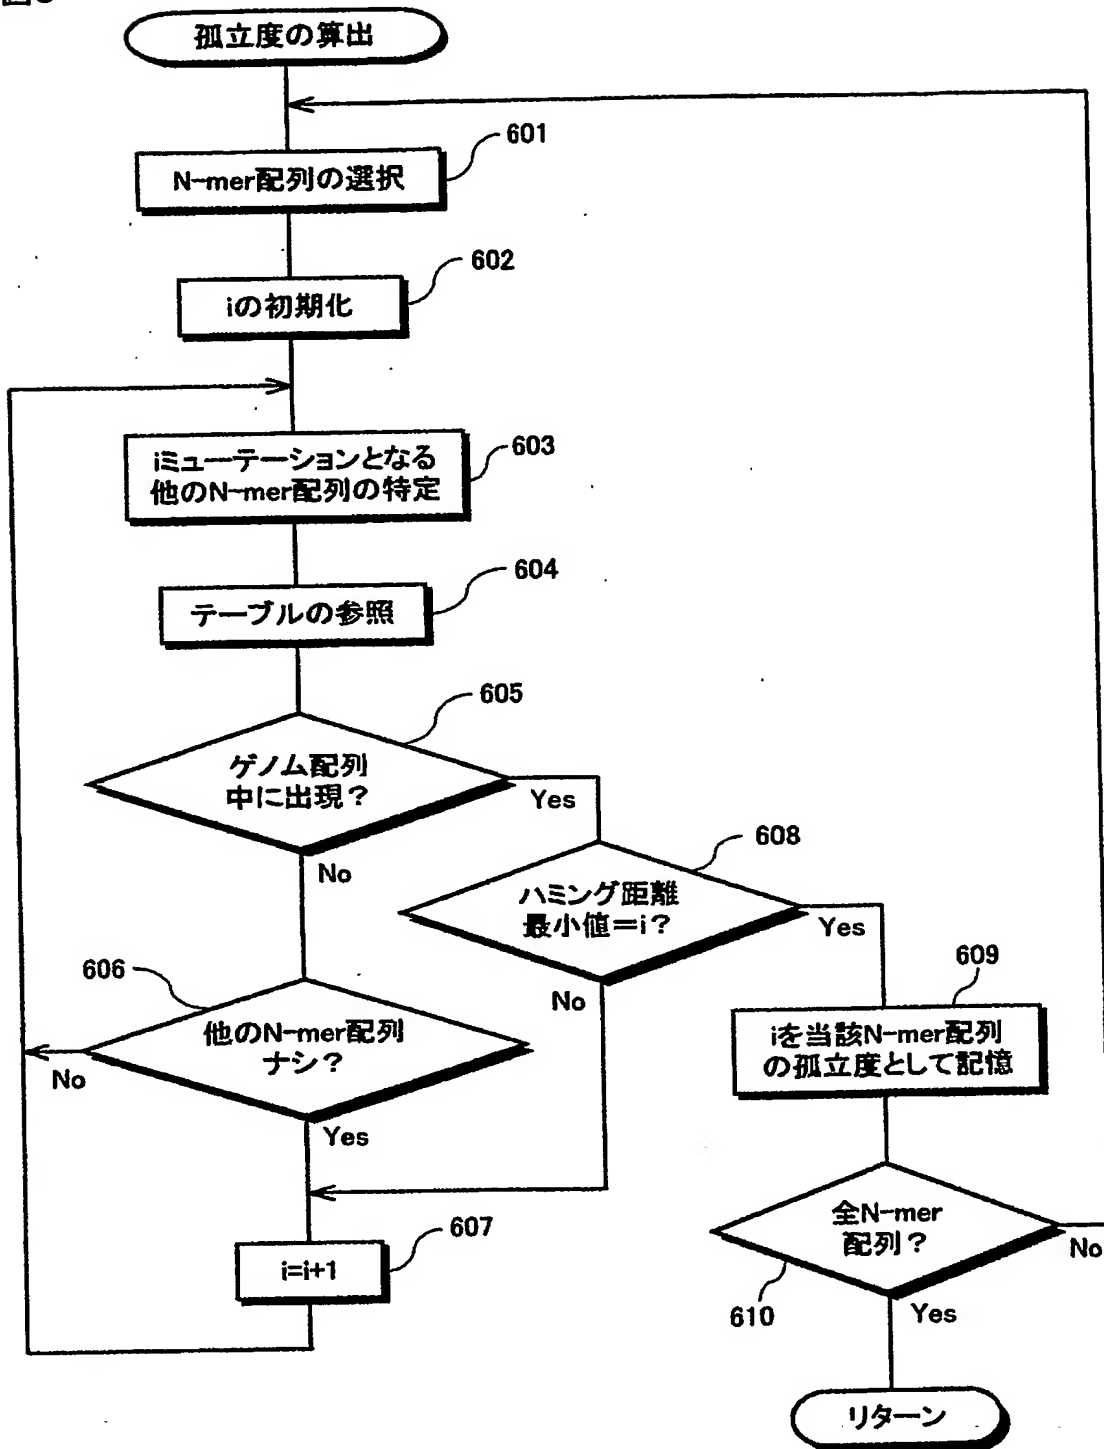 孤立度の算出
601
N-mer配列の選択
602
iの初期化
iミューテーションとなる
他のN-mer配列の特定
603
604
テーブルの参照
605
ゲノム配列
中に出現?
Yes
No
608
ハミング距離
最小値=i?
Yes
No
606
他のN-mer配列
ナシ?
No
Yes
609
iを当該N-mer配列
の孤立度として記憶
607
i=i+1
全N-mer
配列?
No
610
Yes
リターン